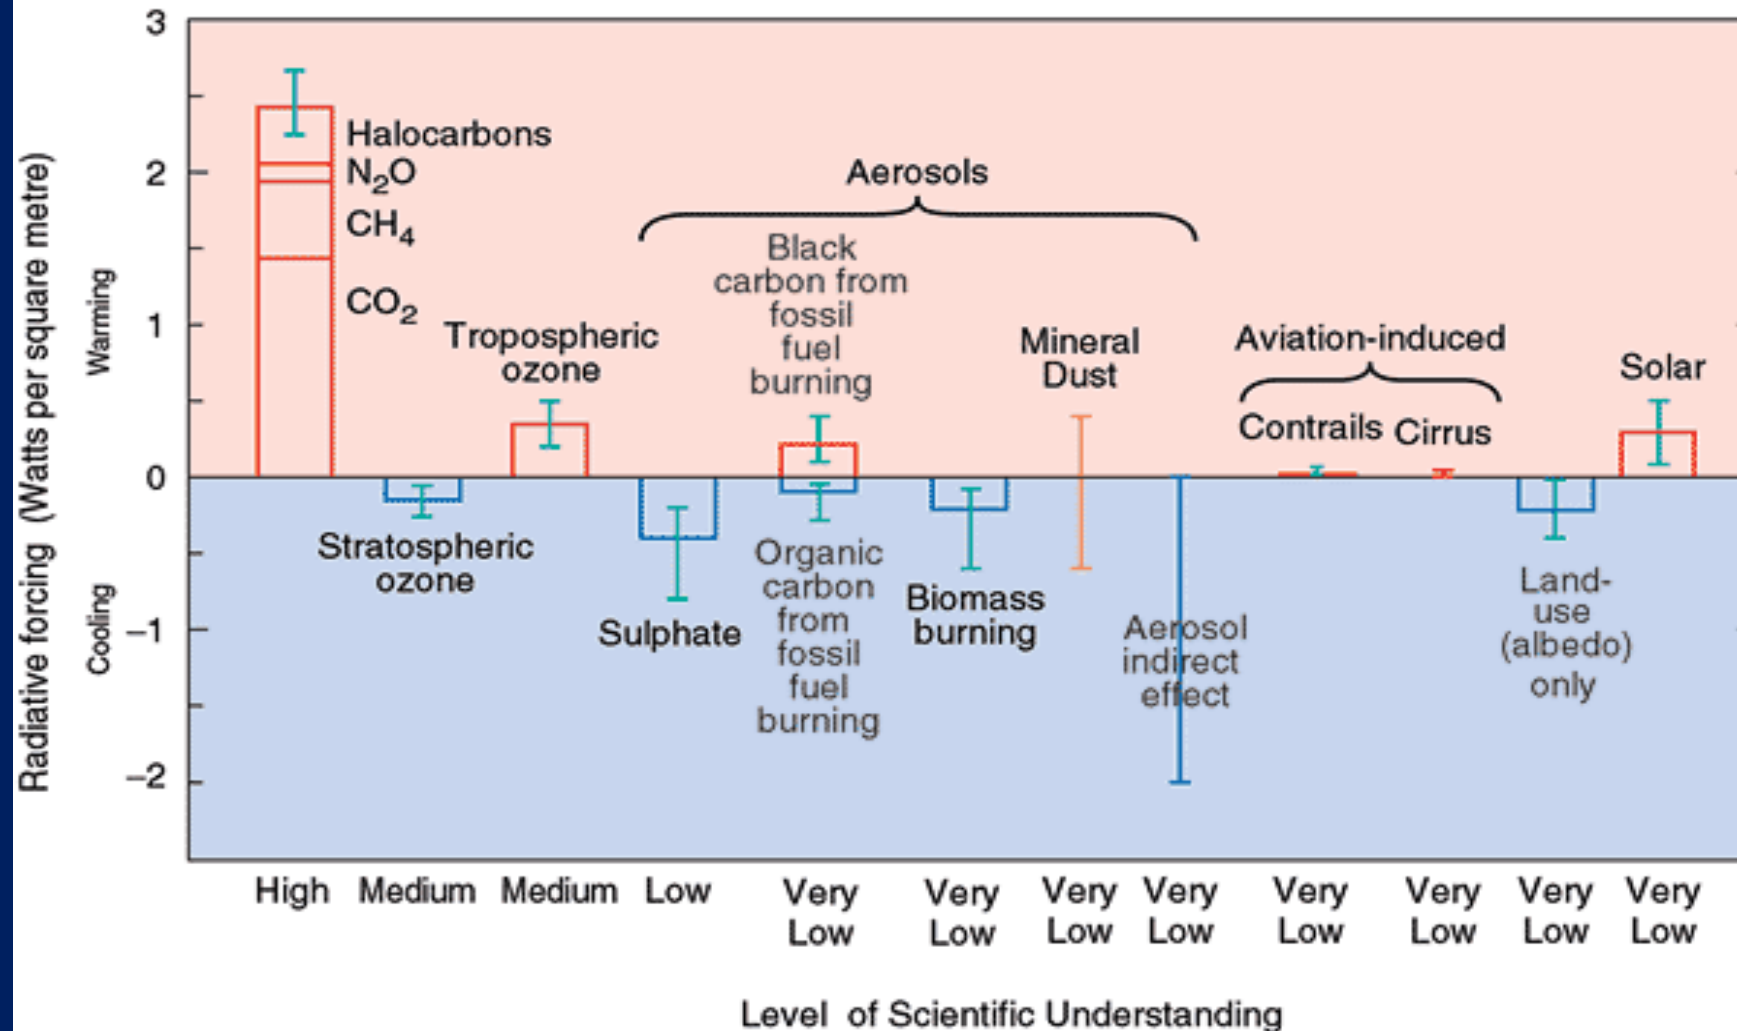 Radiative forcing (Watts per square metre)
Warming
Cooling
3
2
1
0
−1
−2
Halocarbons
N₂O
CH₄
CO₂
Tropospheric
ozone
Stratospheric
ozone
Aerosols
Sulphate
Black
carbon from
fossil
fuel
burning
Organic
carbon
from
fossil
fuel
burning
Biomass
burning
Mineral
Dust
Aerosol
indirect
effect
Aviation-induced
Contrails Cirrus
Land-
use
(albedo)
only
Solar
High Medium Medium Low Very Very Very Very Very Very Very Very
Low Low Low Low Low Low Low Low
Level of Scientific Understanding